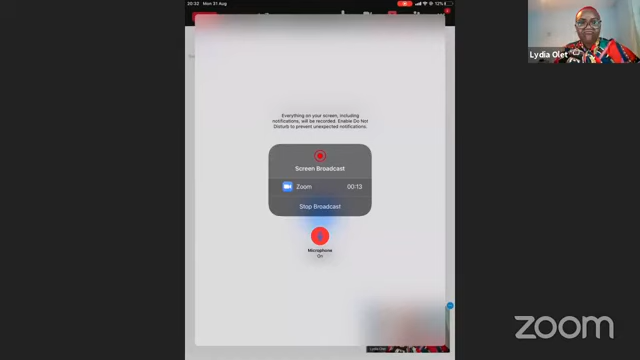 20:32 Mon 31 Aug
12%
Lydia Olet
Everything on your screen, including
notifications, will be recorded. Enable Do Not
Disturb to prevent unexpected notifications.
Screen Broadcast
Zoom 00:13
Stop Broadcast
Microphone
On
zoom